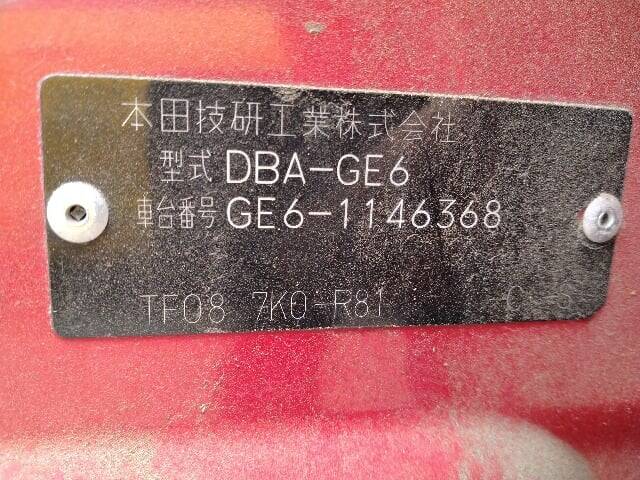 本田技研工業株式会社
型式 DBA-GE6
車台番号 GE6-1146368
TF08 7K0-R81